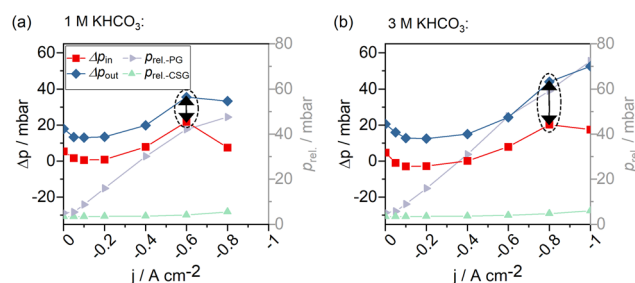 (a) 1 M KHCO3:
60
40
20
0
-20
Δp / mbar
Δpin
Δpout
prel.-PG
prel.-CSG
80
60
40
20
0
prel. / mbar
0
-0.2
-0.4
-0.6
-0.8
-1
j / A cm-2
(b) 3 M KHCO3:
60
40
20
0
-20
Δp / mbar
80
60
40
20
0
prel. / mbar
0
-0.2
-0.4
-0.6
-0.8
-1
j / A cm-2